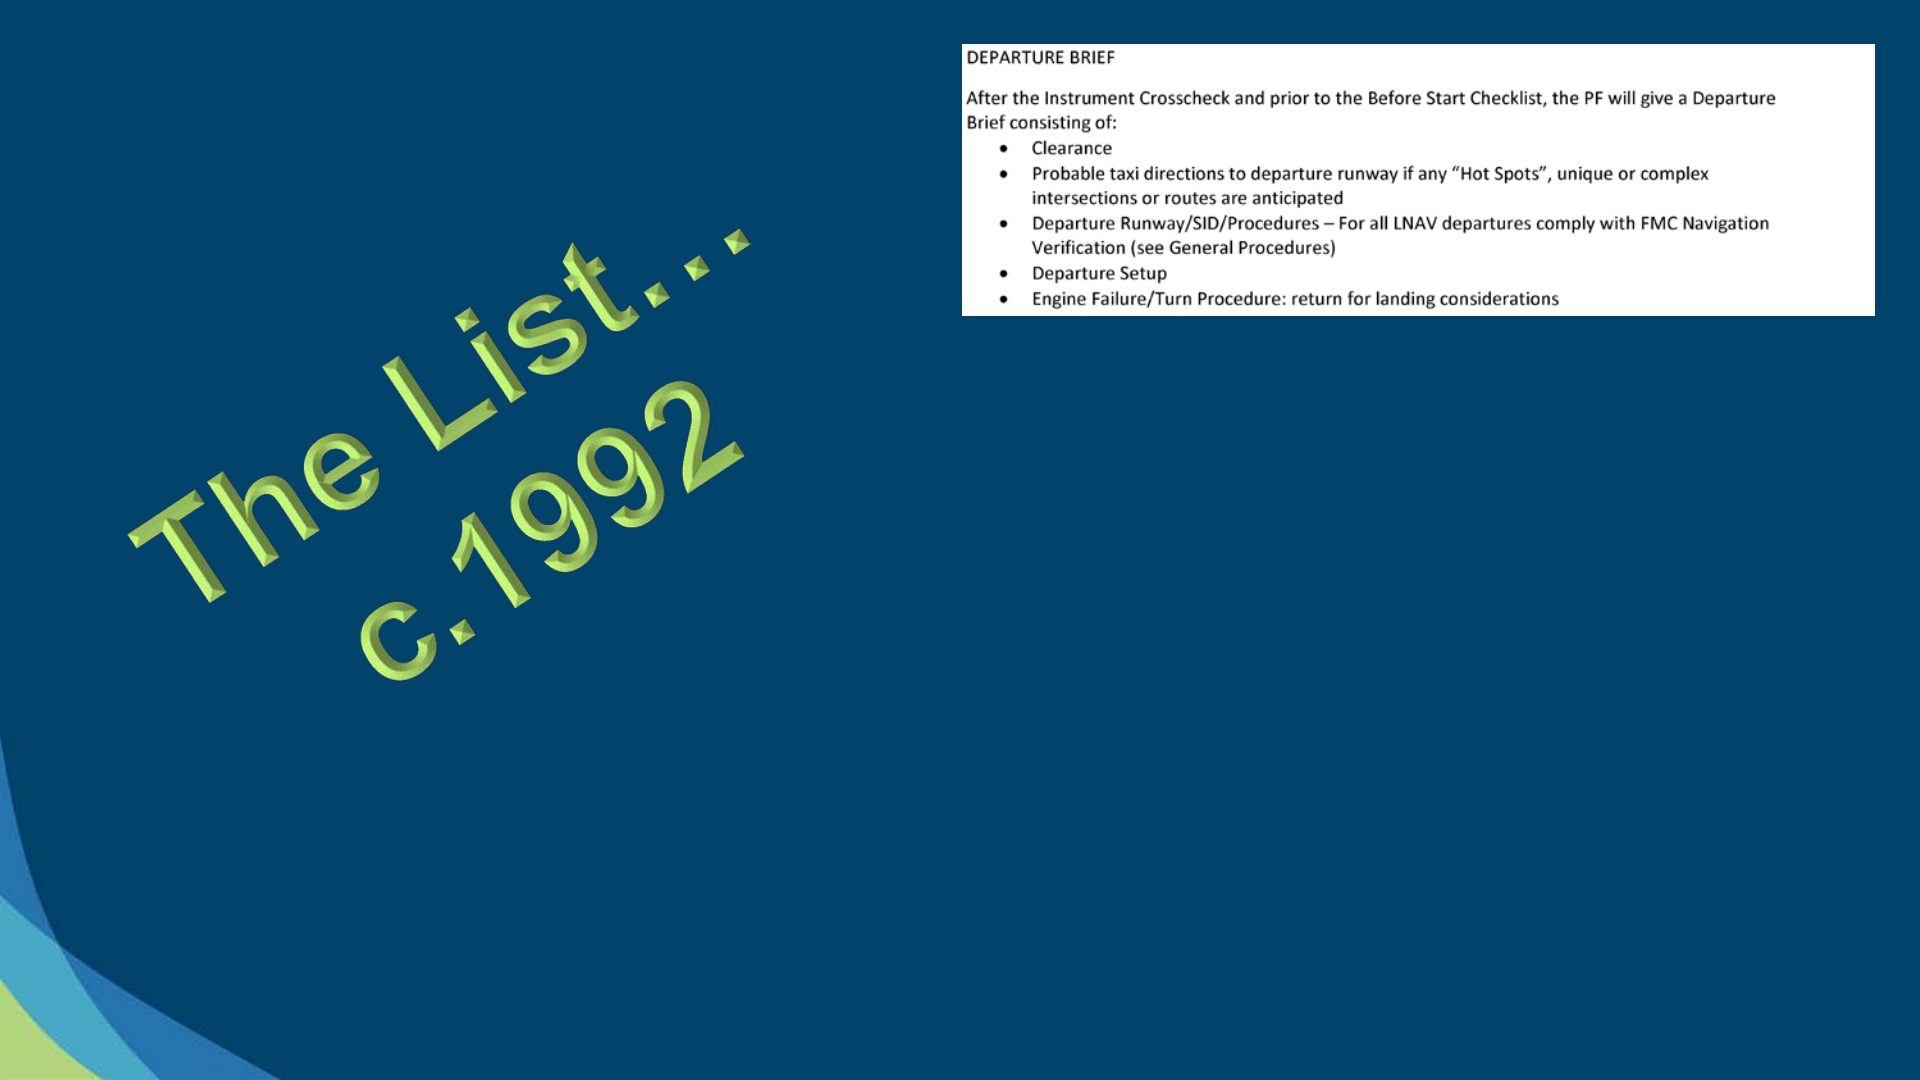 The List...
c.1992
DEPARTURE BRIEF
After the Instrument Crosscheck and prior to the Before Start Checklist, the PF will give a Departure
Brief consisting of:
• Clearance
• Probable taxi directions to departure runway if any “Hot Spots”, unique or complex
intersections or routes are anticipated
• Departure Runway/SID/Procedures – For all LNAV departures comply with FMC Navigation
Verification (see General Procedures)
• Departure Setup
• Engine Failure/Turn Procedure: return for landing considerations